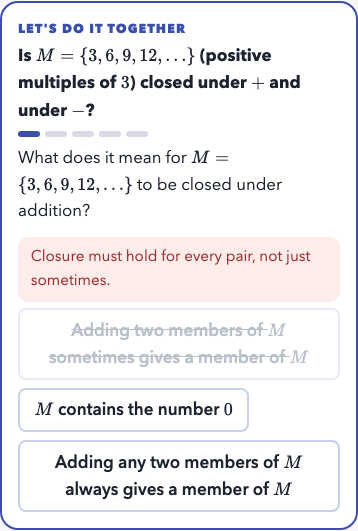 LET'S DO IT TOGETHER
Is M = {3, 6, 9, 12, …} (positive
multiples of 3) closed under + and
under −?
What does it mean for M =
{3, 6, 9, 12, …} to be closed under
addition?
Closure must hold for every pair, not just
sometimes.
Adding two members of M
sometimes gives a member of M
M contains the number 0
Adding any two members of M
always gives a member of M